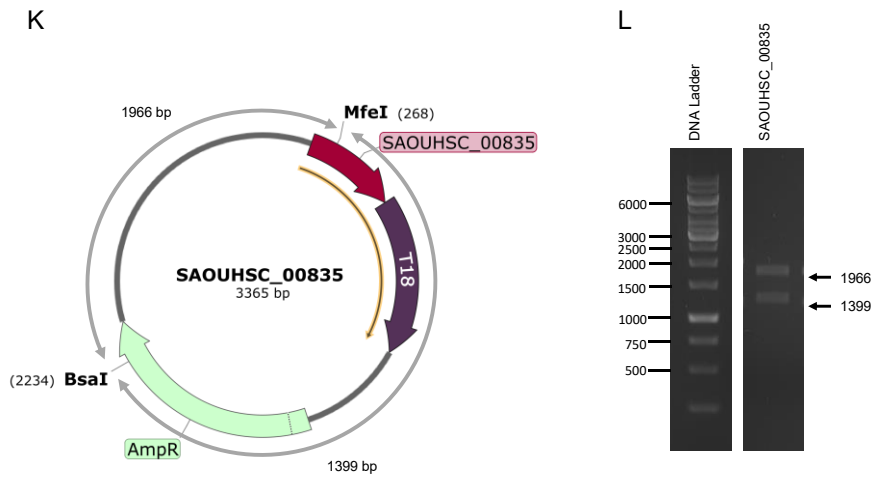 K
1966 bp
MfeI (268)
SAOUHSC_00835
T18
SAOUHSC_00835
3365 bp
(2234) BsaI
AmpR
1399 bp
L
DNA Ladder
SAOUHSC_00835
6000
3000
2500
2000
1500
1000
750
500
1966
1399